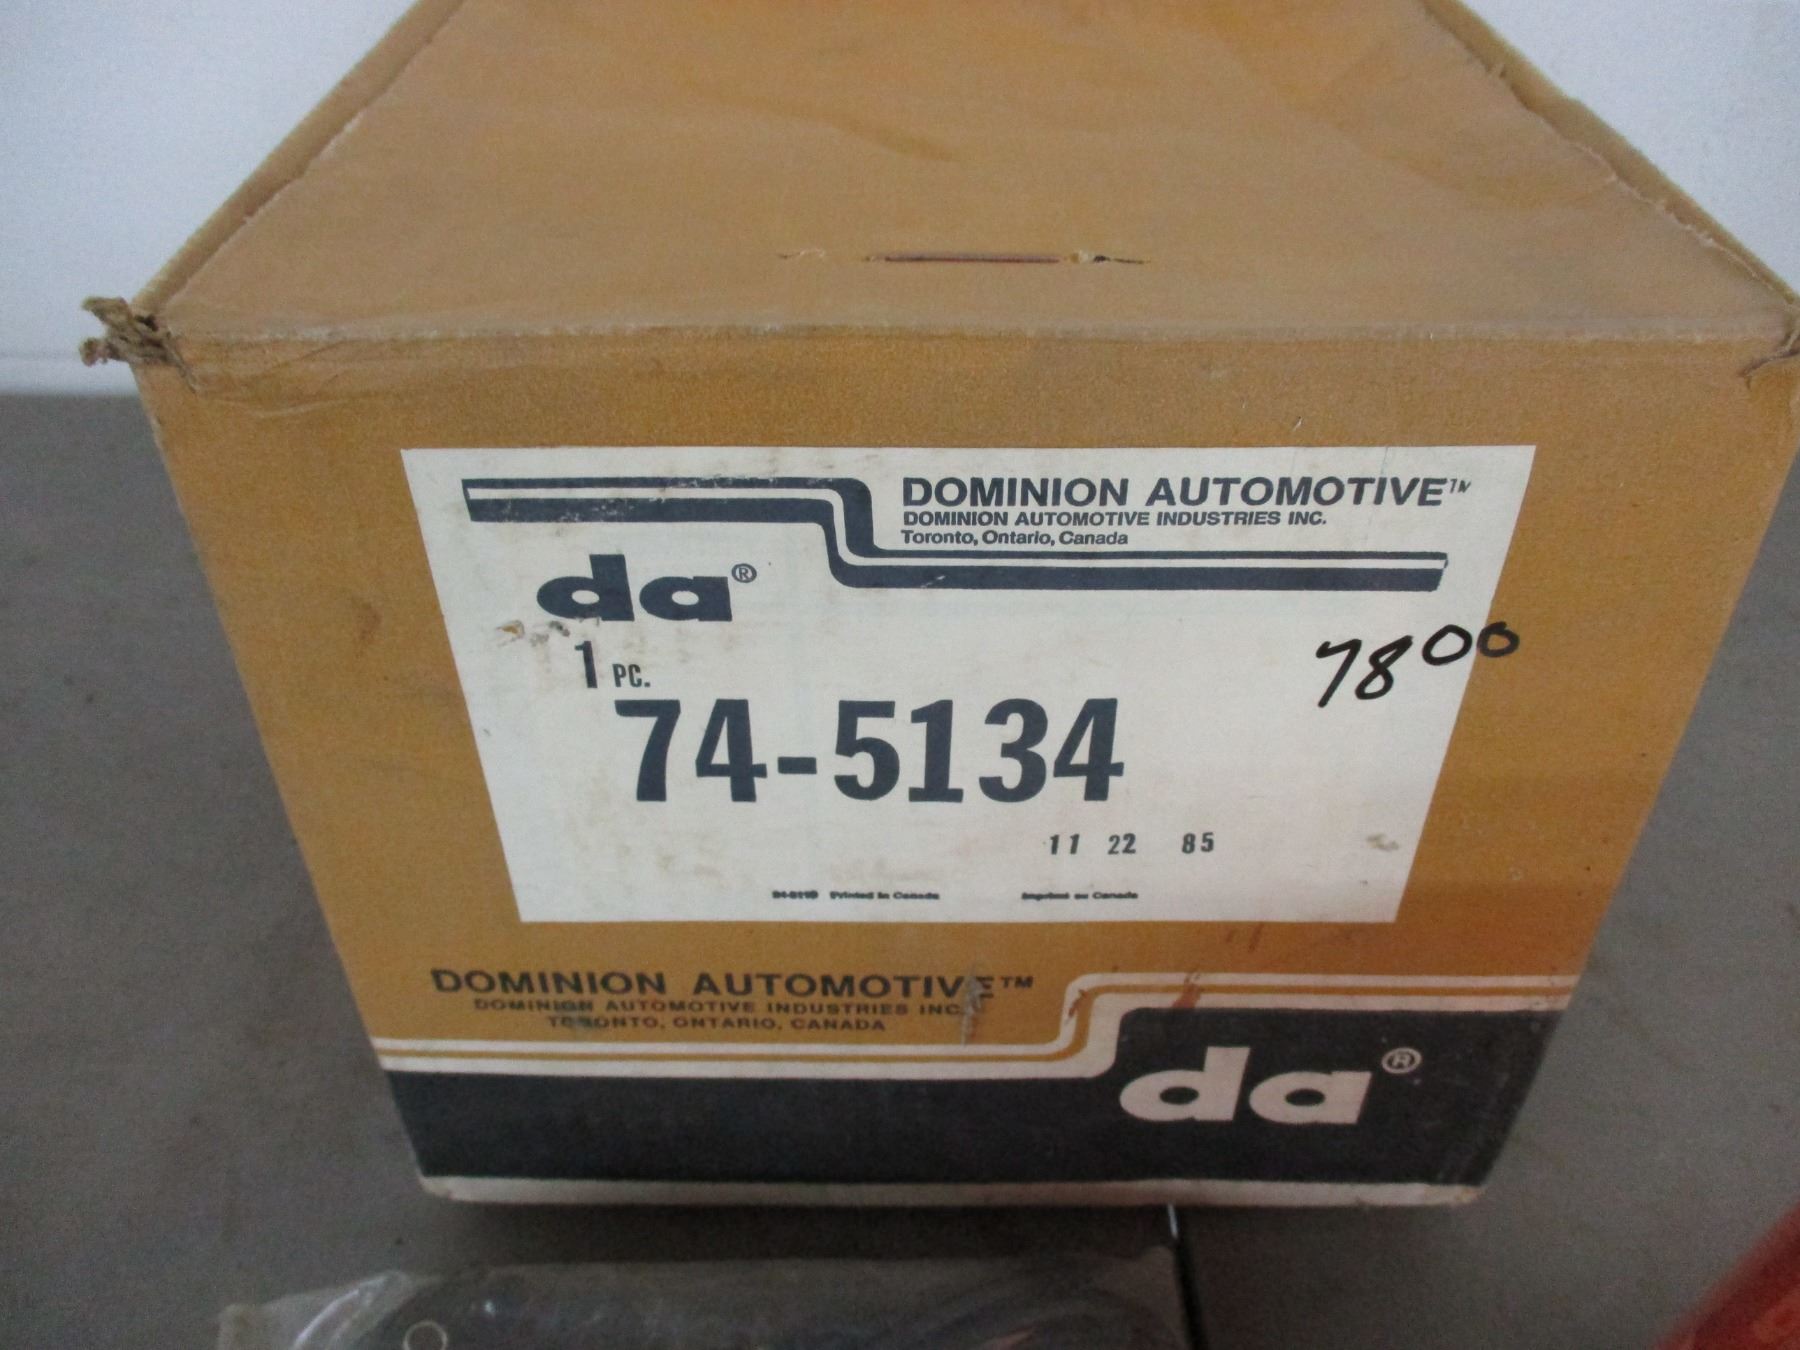 DOMINION AUTOMOTIVE™
DOMINION AUTOMOTIVE INDUSTRIES INC.
Toronto, Ontario, Canada
da®
1 PC.
7800
74-5134
11 22 85
Printed in Canada Imprimé au Canada
DOMINION AUTOMOTIVE™
DOMINION AUTOMOTIVE INDUSTRIES INC.
TORONTO, ONTARIO, CANADA
da®